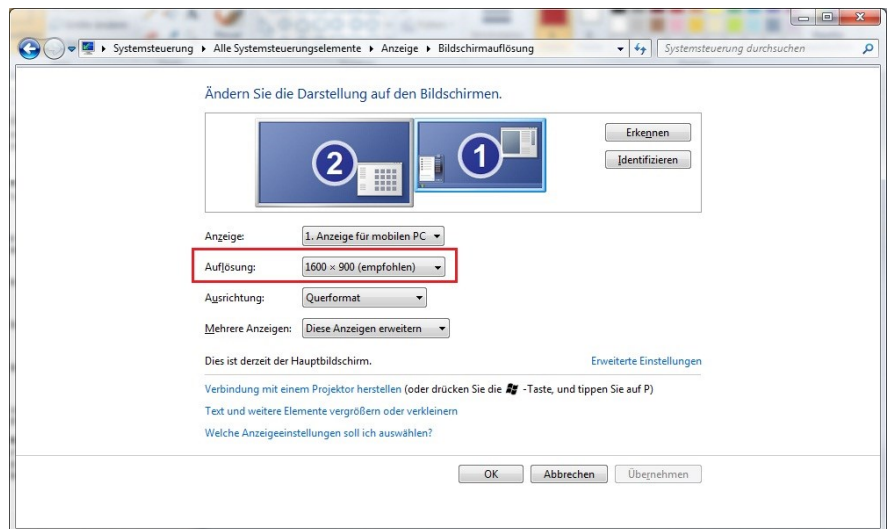 Systemsteuerung ▸ Alle Systemsteuerungselemente ▸ Anzeige ▸ Bildschirmauflösung
Systemsteuerung durchsuchen
Ändern Sie die Darstellung auf den Bildschirmen.
2
1
Erkennen
Identifizieren
Anzeige:
1. Anzeige für mobilen PC
Auflösung:
1600 × 900 (empfohlen)
Ausrichtung:
Querformat
Mehrere Anzeigen:
Diese Anzeigen erweitern
Dies ist derzeit der Hauptbildschirm.
Erweiterte Einstellungen
Verbindung mit einem Projektor herstellen (oder drücken Sie die -Taste, und tippen Sie auf P)
Text und weitere Elemente vergrößern oder verkleinern
Welche Anzeigeeinstellungen soll ich auswählen?
OK
Abbrechen
Übernehmen